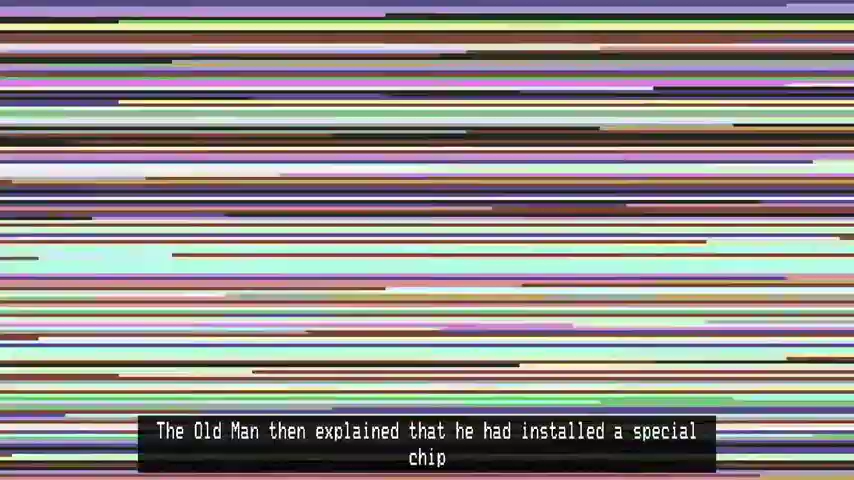 The Old Man then explained that he had installed a special
chip